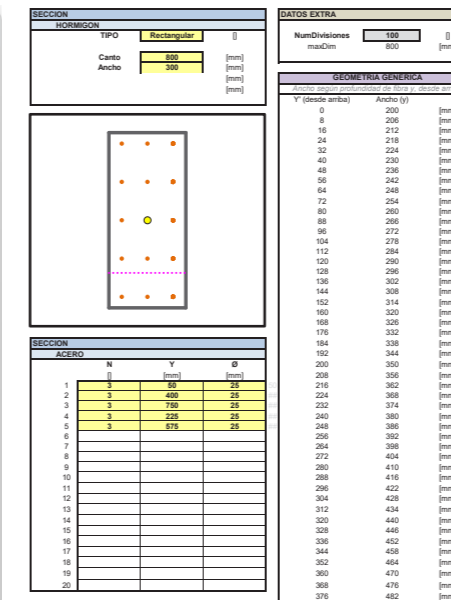 SECCION
HORMIGON
TIPO Rectangular []
Canto 800 [mm]
Ancho 300 [mm]
[mm]
[mm]
SECCION
ACERO
N Y Ø
[] [mm] [mm]
1 3 50 25
2 3 400 25
3 3 750 25
4 3 225 25
5 3 575 25
6
7
8
9
10
11
12
13
14
15
16
17
18
19
20
DATOS EXTRA
NumDivisiones 100 []
maxDim 800
GEOMETRIA GENERICA
Ancho según profundidad de fibra y, desde
Y' (desde arriba) Ancho (y)
0 200
8 206
16 212
24 218
32 224
40 230
48 236
56 242
64 248
72 254
80 260
88 266
96 272
104 278
112 284
120 290
128 296
136 302
144 308
152 314
160 320
168 326
176 332
184 338
192 344
200 350
208 356
216 362
224 368
232 374
240 380
248 386
256 392
264 398
272 404
280 410
288 416
296 422
304 428
312 434
320 440
328 446
336 452
344 458
352 464
360 470
368 476
376 482